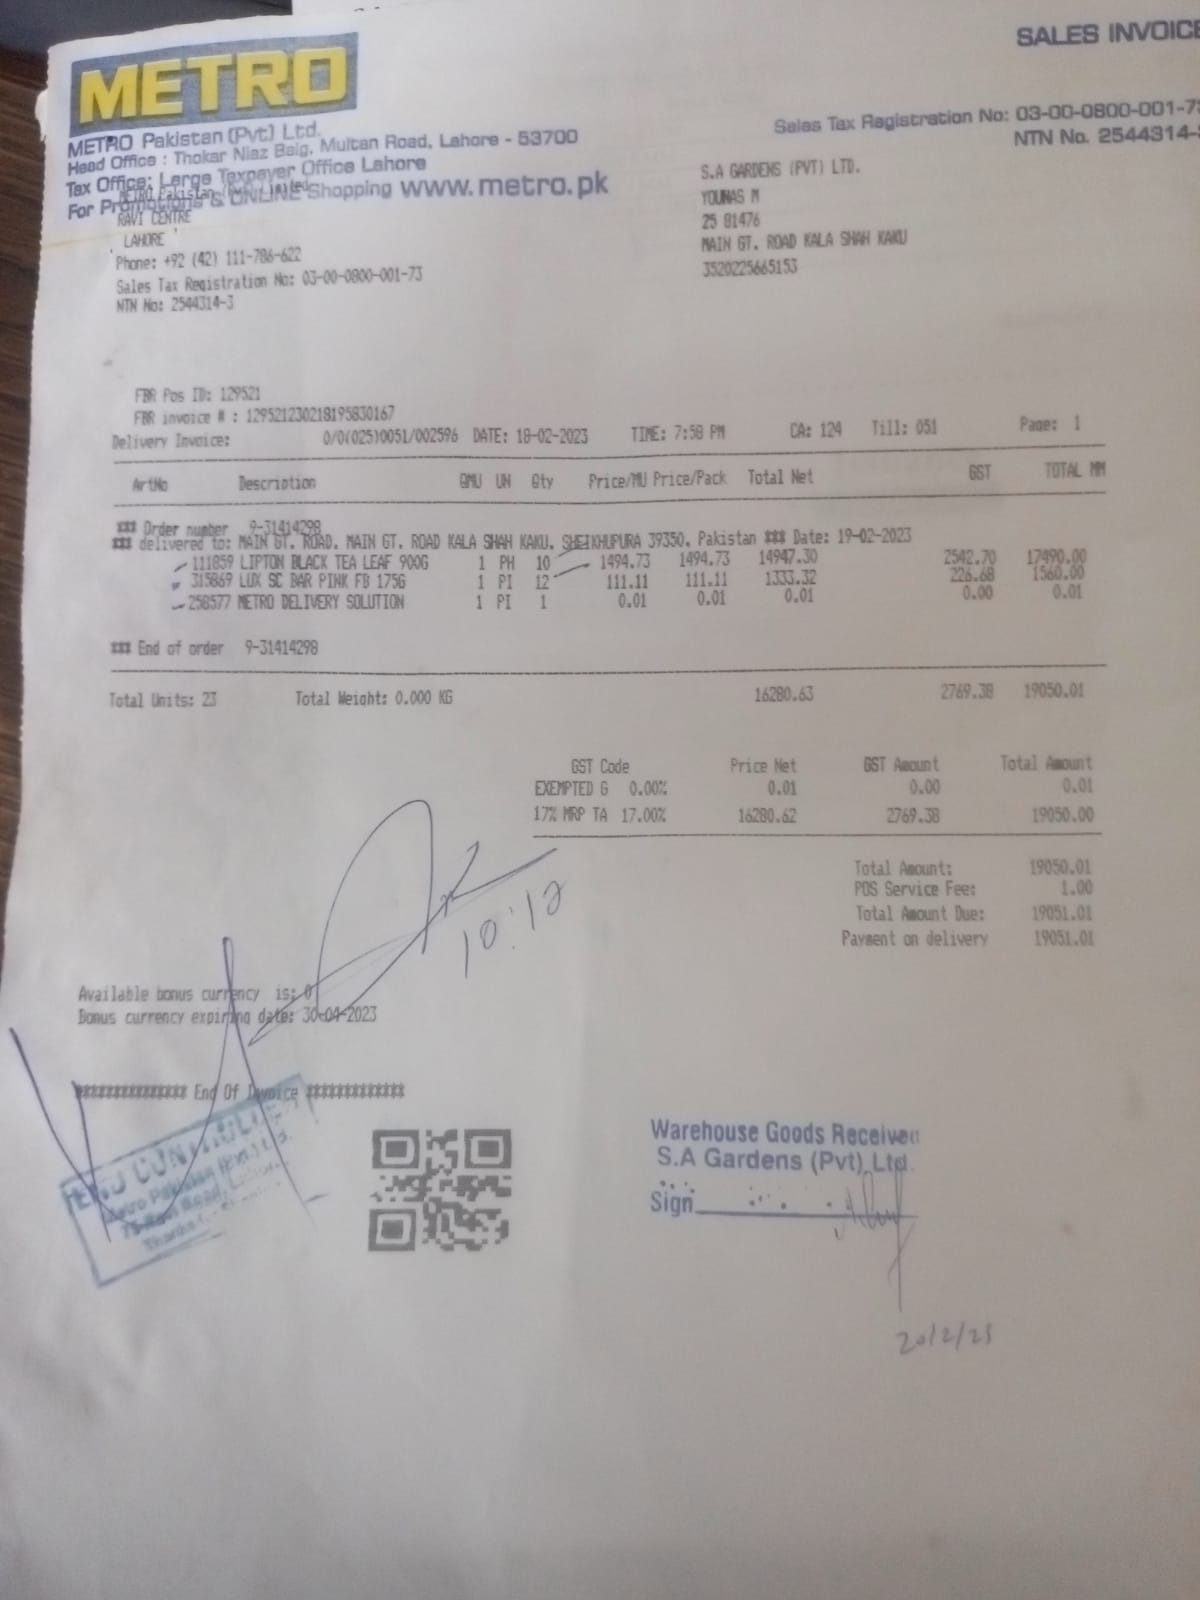 METRO
SALES INVOICE
METRO Pakistan (Pvt) Ltd.
Head Office : Thokar Niaz Baig, Multan Road, Lahore - 53700
Tax Office: Large Taxpayer Office Lahore
For Promotions & ONLINE Shopping www.metro.pk
Sales Tax Registration No: 03-00-0800-001-73
NTN No. 2544314-
METRO Pakistan (Pvt) Limited
RAVI CENTRE
LAHORE
Phone: +92 (42) 111-786-622
Sales Tax Registration No: 03-00-0800-001-73
NTN No: 2544314-3
S.A GARDENS (PVT) LTD.
YOUNAS M
25 81476
MAIN GT. ROAD KALA SHAH KAKU
3520225665153
FBR Pos ID: 129521
FBR invoice # : 129521230218195830167
Delivery Invoice: 0/0(025)0051/002596 DATE: 18-02-2023 TIME: 7:58 PM CA: 124 Till: 051 Page: 1
ArtNo Description QMU UN Qty Price/MU Price/Pack Total Net GST TOTAL MM
*** Order number 9-31414298
*** delivered to: MAIN GT. ROAD, MAIN GT. ROAD KALA SHAH KAKU, SHEIKHUPURA 39350, Pakistan *** Date: 19-02-2023
111859 LIPTON BLACK TEA LEAF 900G 1 PH 10 1494.73 1494.73 14947.30 2542.70 17490.00
315869 LUX SC BAR PINK FB 175G 1 PI 12 111.11 111.11 1333.32 226.68 1560.00
258577 METRO DELIVERY SOLUTION 1 PI 1 0.01 0.01 0.01 0.00 0.01
*** End of order 9-31414298
Total Units: 23 Total Weight: 0.000 KG 16280.63 2769.38 19050.01
GST Code Price Net GST Amount Total Amount
EXEMPTED G 0.00% 0.01 0.00 0.01
17% MRP TA 17.00% 16280.62 2769.38 19050.00
Total Amount: 19050.01
POS Service Fee: 1.00
Total Amount Due: 19051.01
Payment on delivery 19051.01
10:12
Available bonus currency is: 0
Bonus currency expiring date: 30-04-2023
************** End Of Invoice ************
Metro Pakistan (Pvt.) Ltd.
Warehouse Goods Received
S.A Gardens (Pvt) Ltd.
Sign
20/2/23